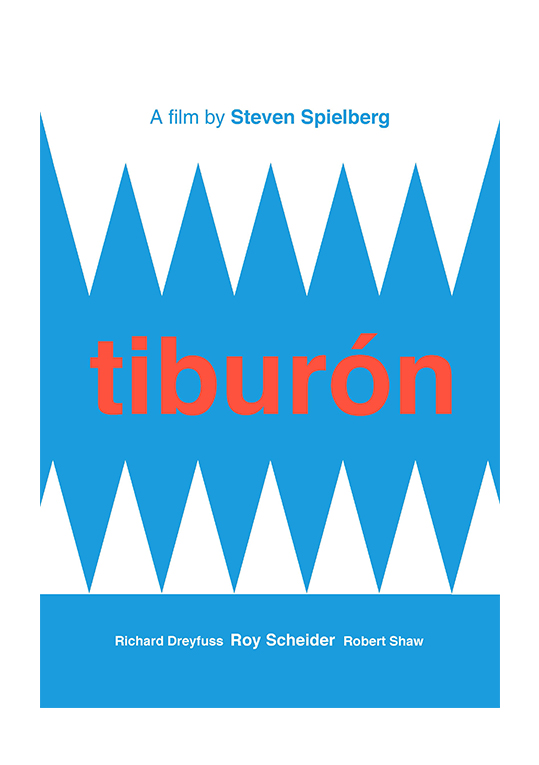 A film by Steven Spielberg
tiburón
Richard Dreyfuss Roy Scheider Robert Shaw